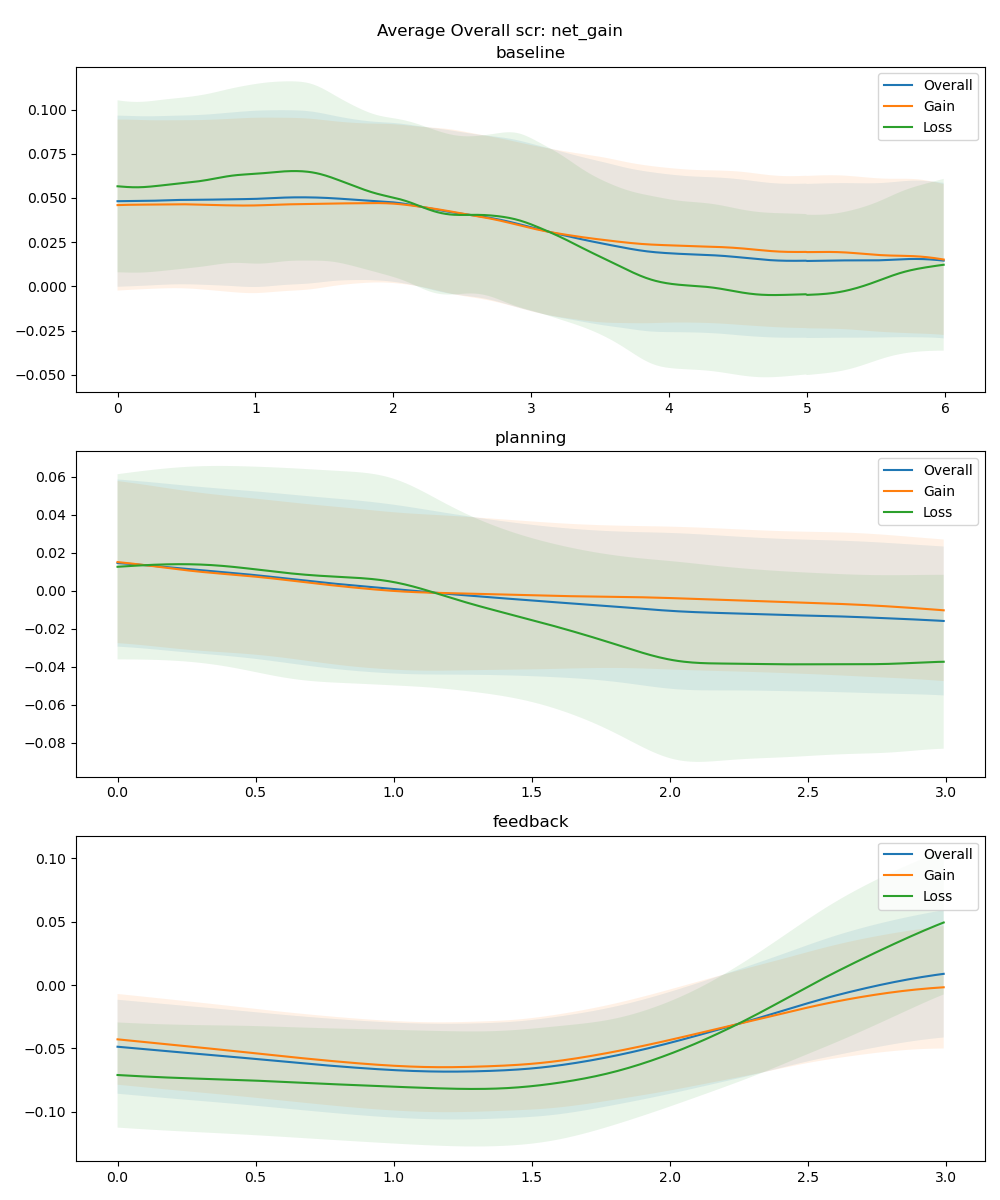 Average Overall scr: net_gain
baseline
Overall
Gain
Loss
0.100
0.075
0.050
0.025
0.000
−0.025
−0.050
0 1 2 3 4 5 6
planning
Overall
Gain
Loss
0.06
0.04
0.02
0.00
−0.02
−0.04
−0.06
−0.08
0.0 0.5 1.0 1.5 2.0 2.5 3.0
feedback
Overall
Gain
Loss
0.10
0.05
0.00
−0.05
−0.10
0.0 0.5 1.0 1.5 2.0 2.5 3.0